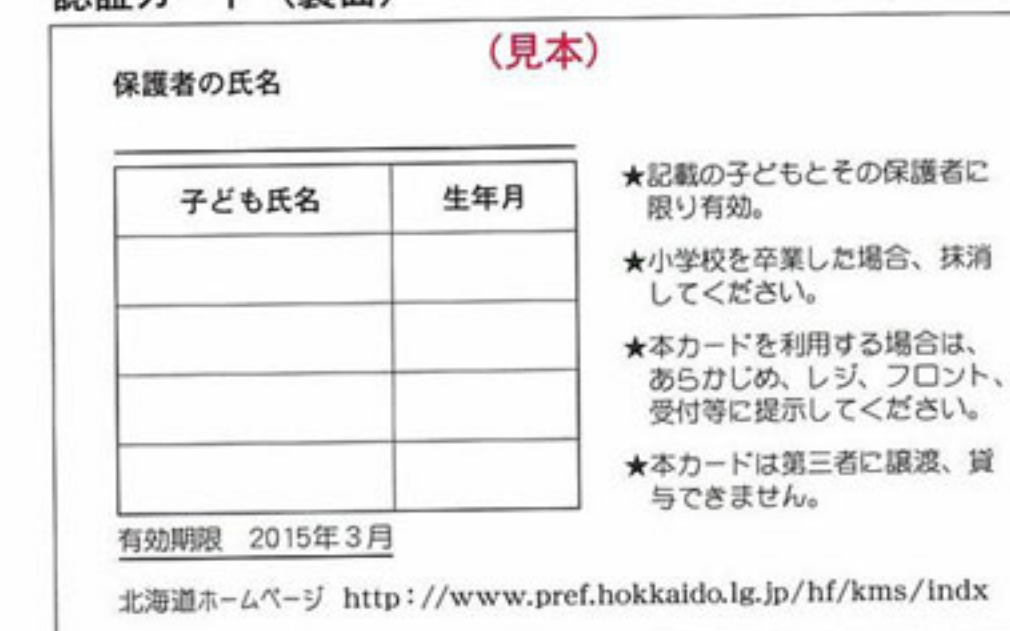 認証カード（裏面）
（見本）
保護者の氏名
子ども氏名 生年月
★記載の子どもとその保護者に
限り有効。
★小学校を卒業した場合、抹消
してください。
★本カードを利用する場合は、
あらかじめ、レジ、フロント、
受付等に提示してください。
★本カードは第三者に譲渡、貸
与できません。
有効期限 2015年3月
北海道ホームページ http://www.pref.hokkaido.lg.jp/hf/kms/indx